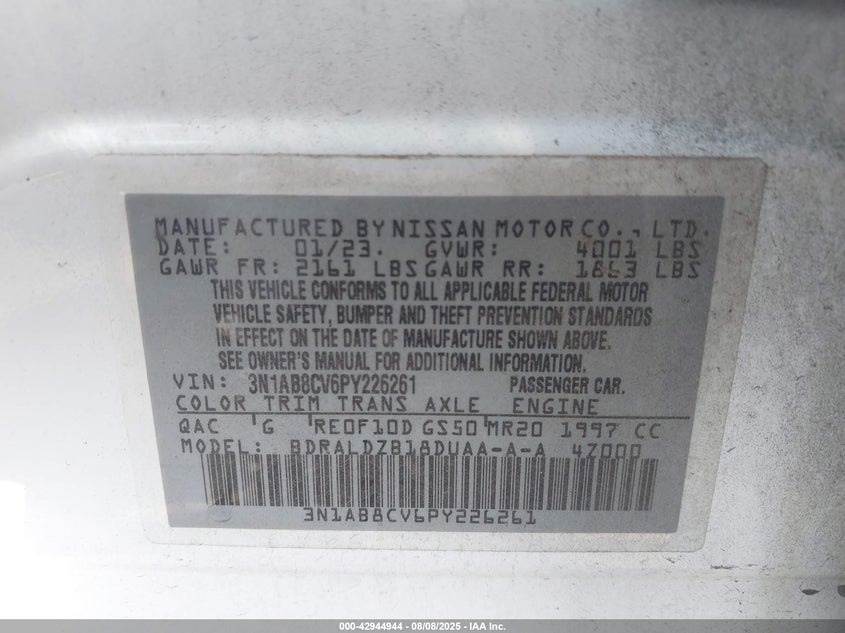 MANUFACTURED BY NISSAN MOTOR CO., LTD.
DATE: 01/23. GVWR: 4001 LBS
GAWR FR: 2161 LBS GAWR RR: 1863 LBS
THIS VEHICLE CONFORMS TO ALL APPLICABLE FEDERAL MOTOR
VEHICLE SAFETY, BUMPER AND THEFT PREVENTION STANDARDS
IN EFFECT ON THE DATE OF MANUFACTURE SHOWN ABOVE.
SEE OWNER'S MANUAL FOR ADDITIONAL INFORMATION.
VIN: 3N1AB8CV6PY226261 PASSENGER CAR.
COLOR TRIM TRANS AXLE ENGINE
QAC G RE0F10D GS50 MR20 1997 CC
MODEL: BDRALDZB18DUAA-A-A 4Z000
3N1AB8CV6PY226261
000-42944944 - 08/08/2025 - IAA Inc.